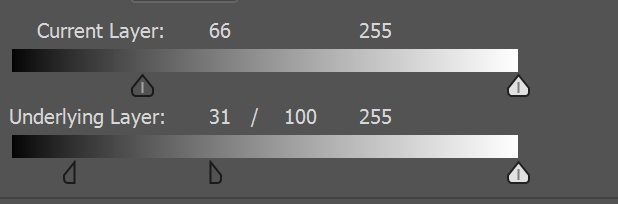 Current Layer: 66 255
Underlying Layer: 31 / 100 255